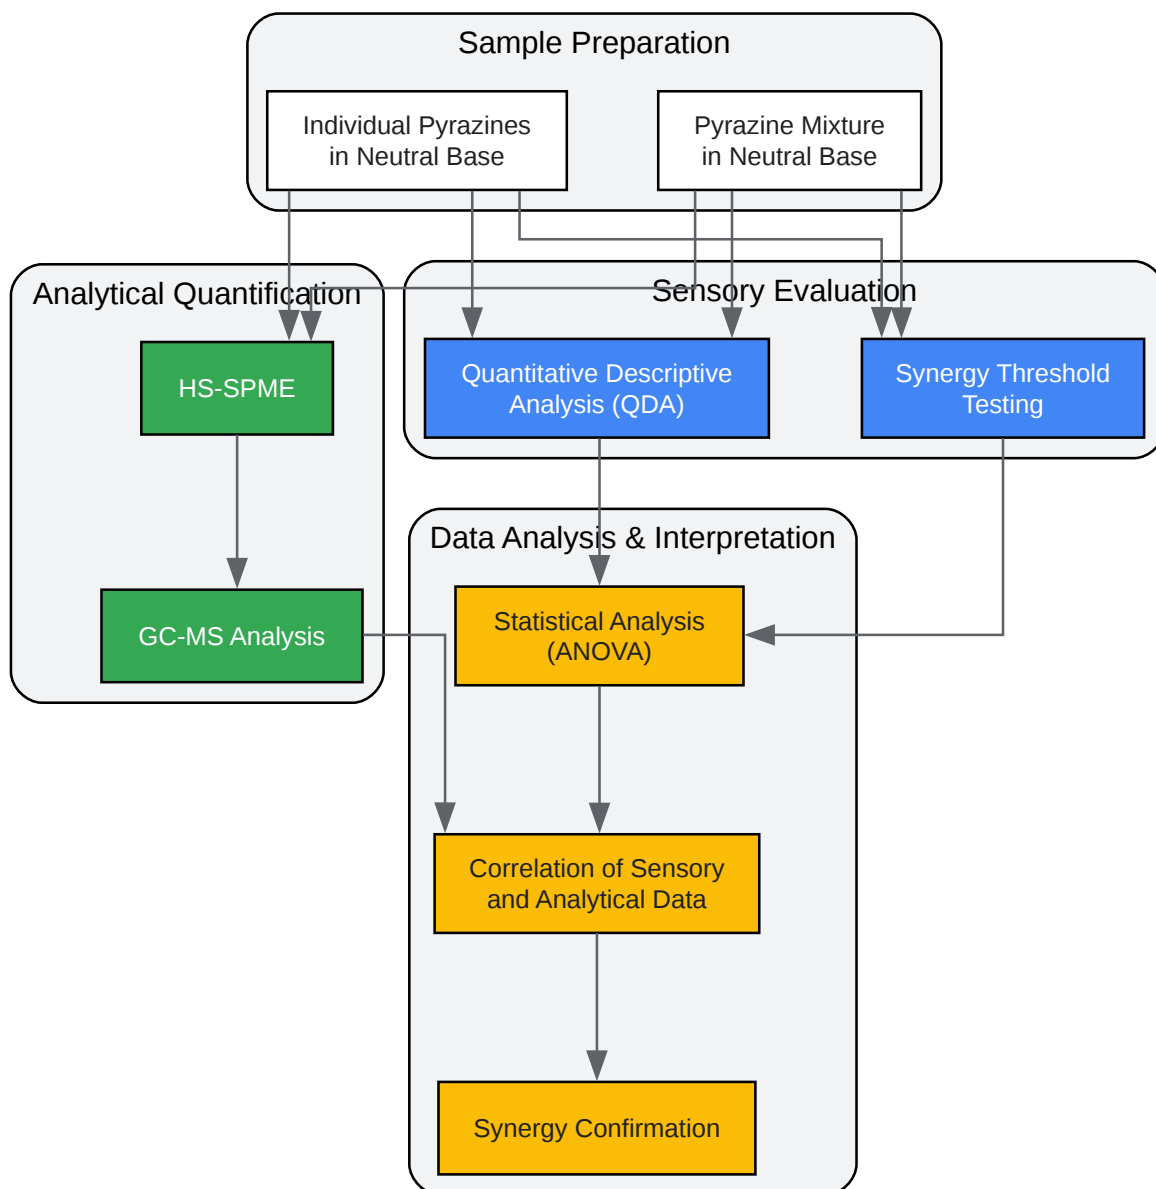 Sample Preparation
Individual Pyrazines
in Neutral Base
Pyrazine Mixture
in Neutral Base
Analytical Quantification
HS-SPME
GC-MS Analysis
Sensory Evaluation
Quantitative Descriptive
Analysis (QDA)
Synergy Threshold
Testing
Data Analysis & Interpretation
Statistical Analysis
(ANOVA)
Correlation of Sensory
and Analytical Data
Synergy Confirmation